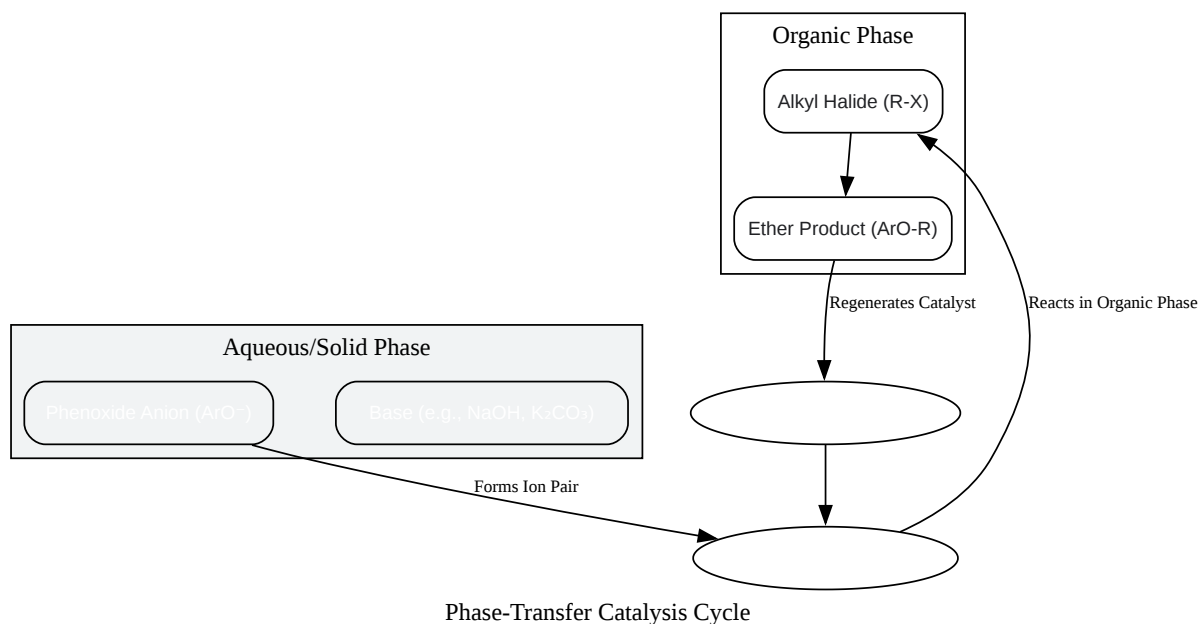 Organic Phase
Alkyl Halide (R-X)
Ether Product (ArO-R)
Regenerates Catalyst
Reacts in Organic Phase
Aqueous/Solid Phase
Phenoxide Anion (ArO⁻)
Base (e.g., NaOH, K₂CO₃)
Forms Ion Pair
Phase-Transfer Catalysis Cycle